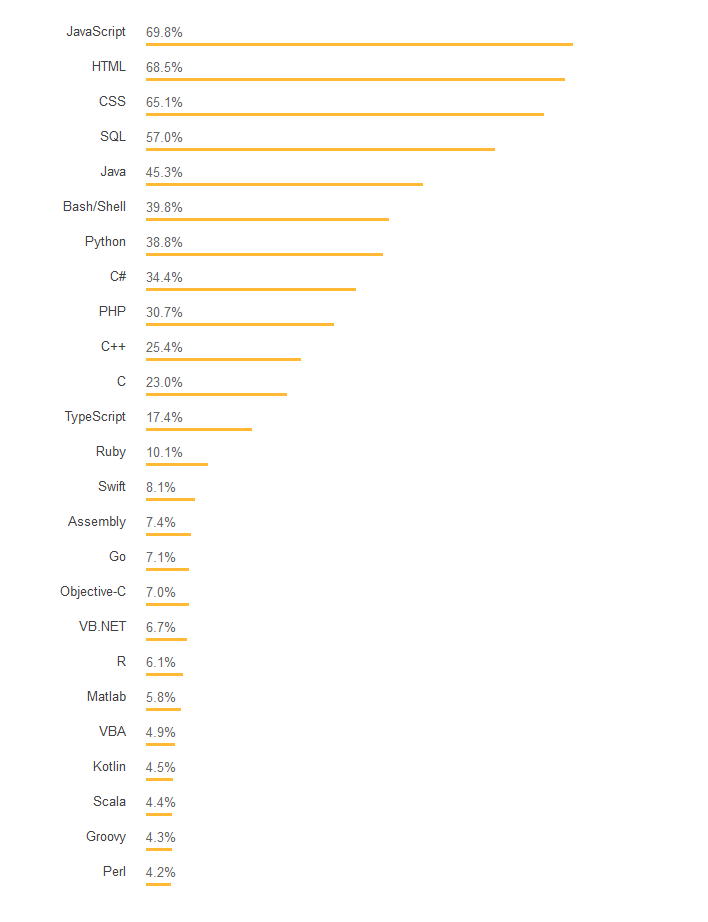 JavaScript 69.8%
HTML 68.5%
CSS 65.1%
SQL 57.0%
Java 45.3%
Bash/Shell 39.8%
Python 38.8%
C# 34.4%
PHP 30.7%
C++ 25.4%
C 23.0%
TypeScript 17.4%
Ruby 10.1%
Swift 8.1%
Assembly 7.4%
Go 7.1%
Objective-C 7.0%
VB.NET 6.7%
R 6.1%
Matlab 5.8%
VBA 4.9%
Kotlin 4.5%
Scala 4.4%
Groovy 4.3%
Perl 4.2%